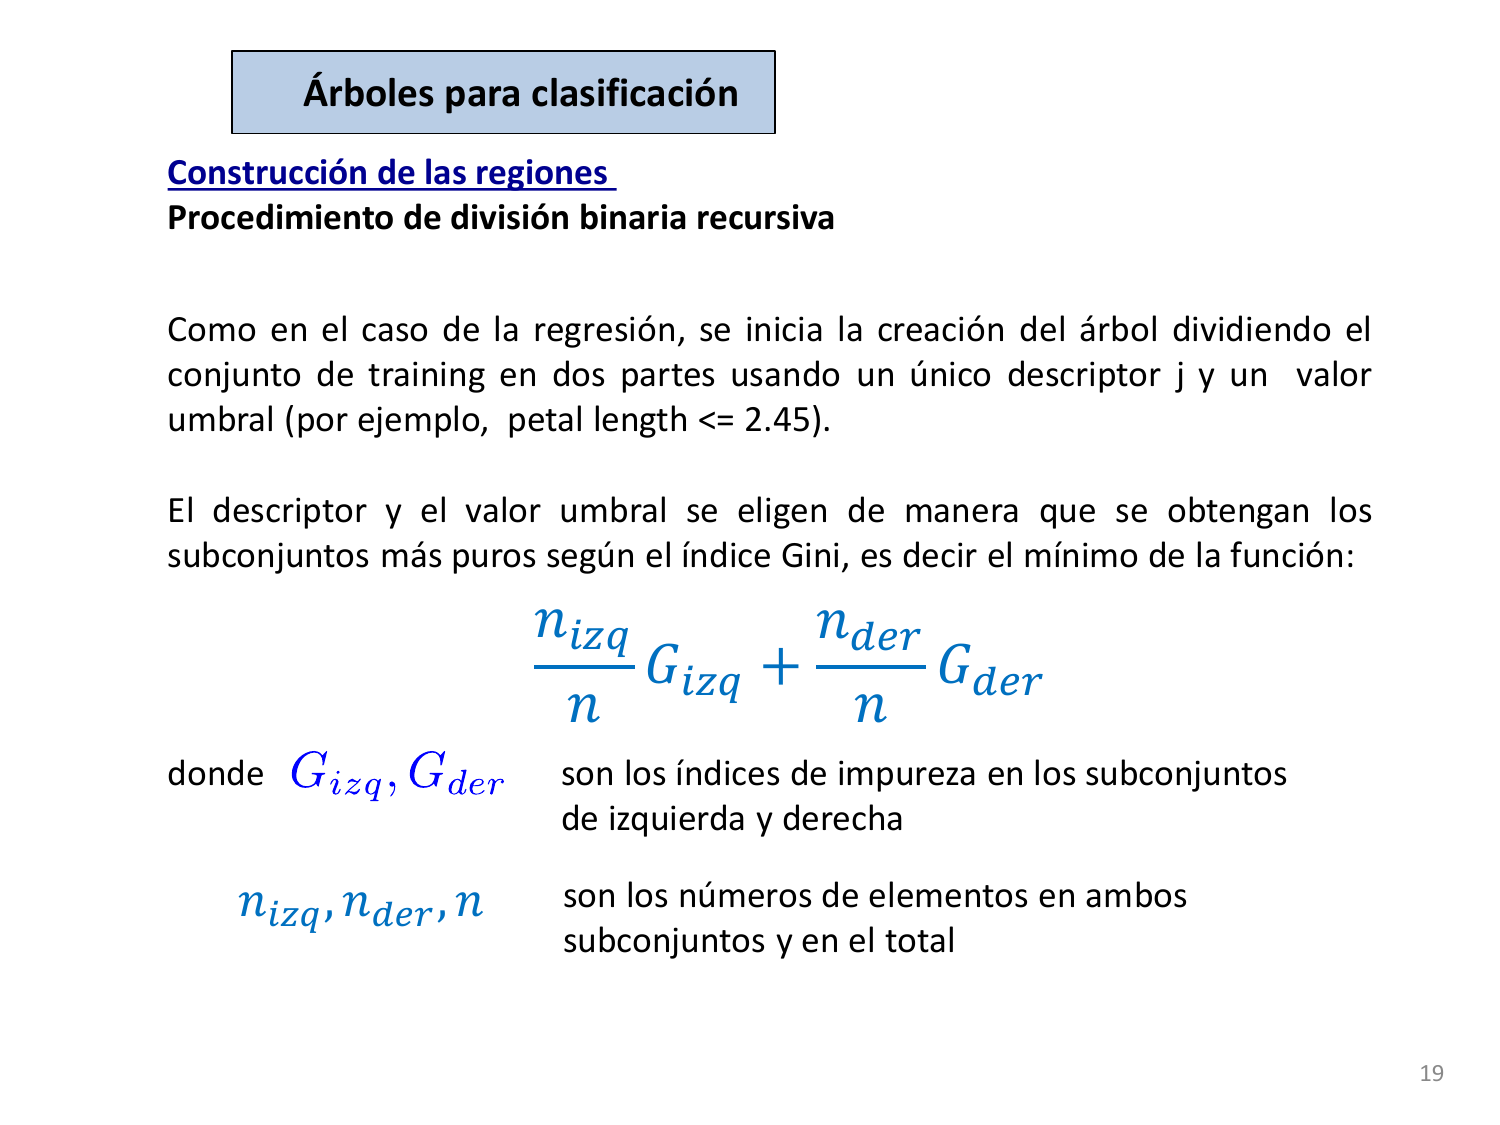 Árboles para clasificación
Construcción de las regiones
Procedimiento de división binaria recursiva
Como en el caso de la regresión, se inicia la creación del árbol dividiendo el
conjunto de training en dos partes usando un único descriptor j y un valor
umbral (por ejemplo, petal length <= 2.45).
El descriptor y el valor umbral se eligen de manera que se obtengan los
subconjuntos más puros según el índice Gini, es decir el mínimo de la función:
\frac{n_{izq}}{n} G_{izq} + \frac{n_{der}}{n} G_{der}
donde G_{izq}, G_{der} son los índices de impureza en los subconjuntos
de izquierda y derecha
n_{izq}, n_{der}, n son los números de elementos en ambos
subconjuntos y en el total
19